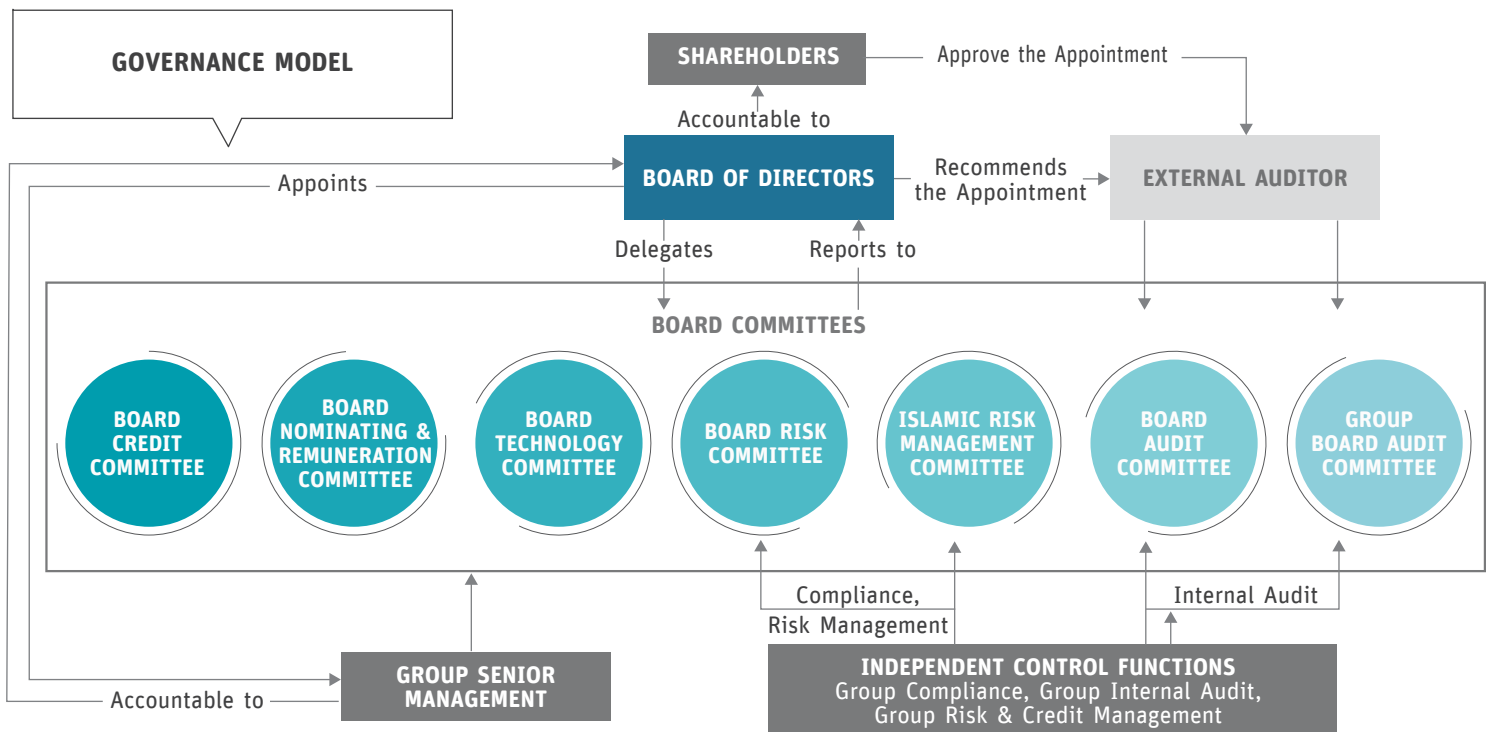 GOVERNANCE MODEL
SHAREHOLDERS
Approve the Appointment
Accountable to
BOARD OF DIRECTORS
Recommends
the Appointment
EXTERNAL AUDITOR
Appoints
Delegates
Reports to
BOARD COMMITTEES
BOARD
CREDIT
COMMITTEE
BOARD
NOMINATING &
REMUNERATION
COMMITTEE
BOARD
TECHNOLOGY
COMMITTEE
BOARD RISK
COMMITTEE
ISLAMIC RISK
MANAGEMENT
COMMITTEE
BOARD
AUDIT
COMMITTEE
GROUP
BOARD AUDIT
COMMITTEE
Compliance,
Risk Management
Internal Audit
GROUP SENIOR
MANAGEMENT
Accountable to
INDEPENDENT CONTROL FUNCTIONS
Group Compliance, Group Internal Audit,
Group Risk & Credit Management